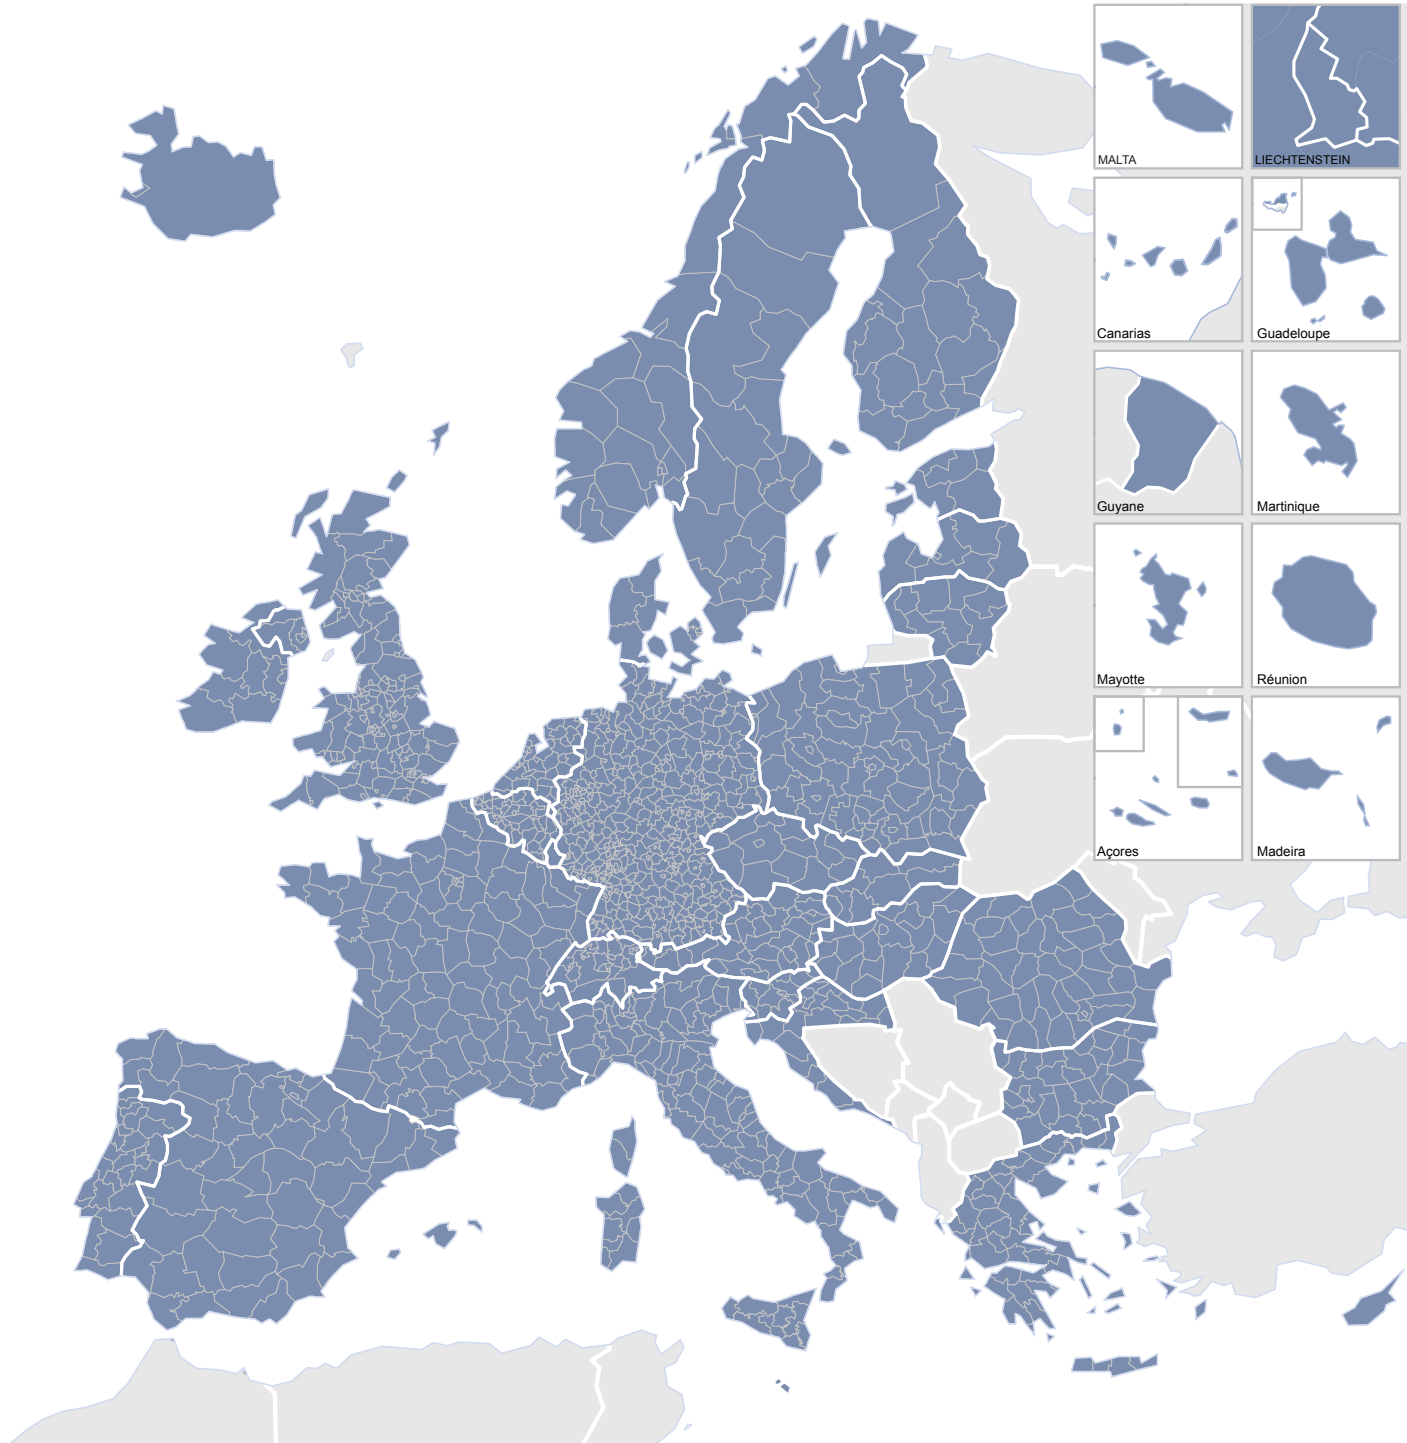 MALTA
LIECHTENSTEIN
Canarias
Guadeloupe
Guyane
Martinique
Mayotte
Réunion
Açores
Madeira